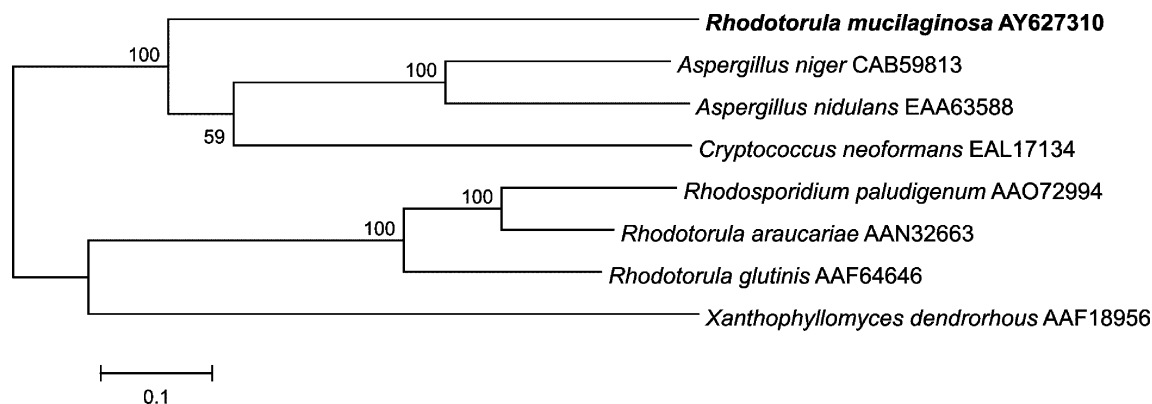 Rhodotorula mucilaginosa AY627310
100
Aspergillus niger CAB59813
100
Aspergillus nidulans EAA63588
59
Cryptococcus neoformans EAL17134
Rhodosporidium paludigenum AAO72994
100
Rhodotorula araucariae AAN32663
100
Rhodotorula glutinis AAF64646
Xanthophyllomyces dendrorhous AAF18956
0.1